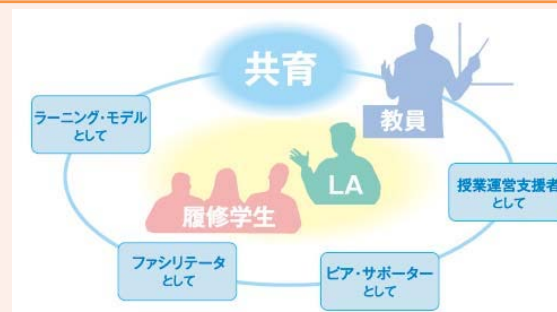 共育
教員
ラーニング・モデル
として
LA
授業運営支援者
として
履修学生
ファシリテータ
として
ピア・サポーター
として